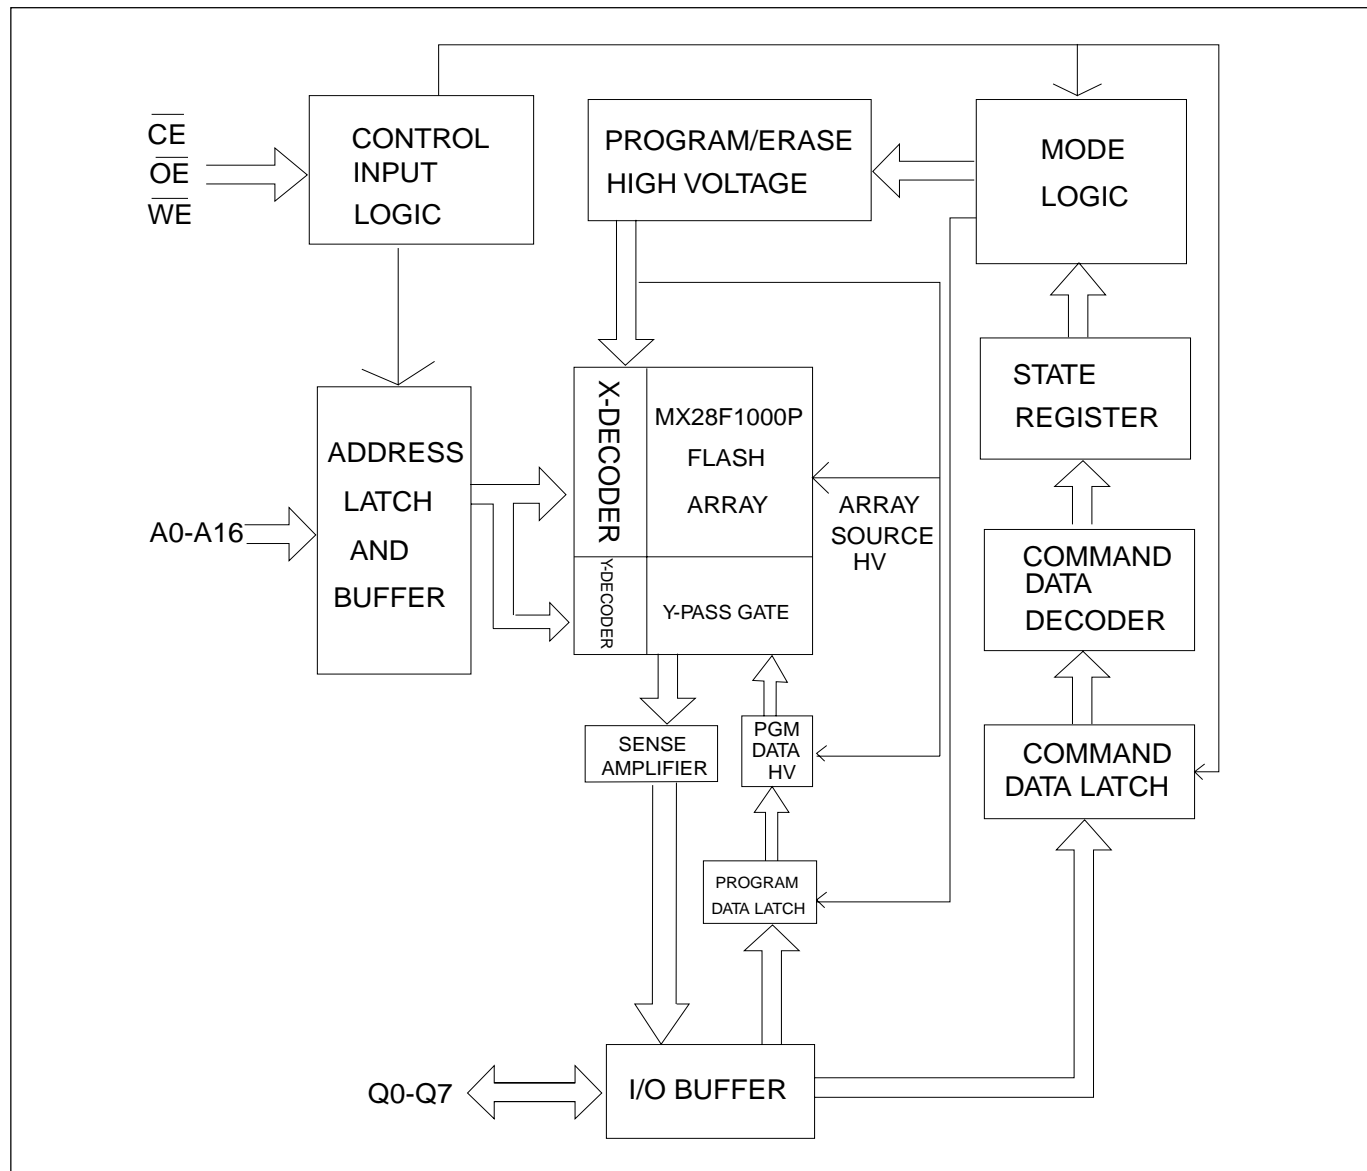 CE
OE
WE
CONTROL
INPUT
LOGIC
PROGRAM/ERASE
HIGH VOLTAGE
MODE
LOGIC
STATE
REGISTER
X-DECODER
MX28F1000P
FLASH
ARRAY
ADDRESS
LATCH
AND
BUFFER
A0-A16
ARRAY
SOURCE
HV
COMMAND
DATA
DECODER
Y-DECODER
Y-PASS GATE
SENSE
AMPLIFIER
PGM
DATA
HV
COMMAND
DATA LATCH
PROGRAM
DATA LATCH
Q0-Q7
I/O BUFFER